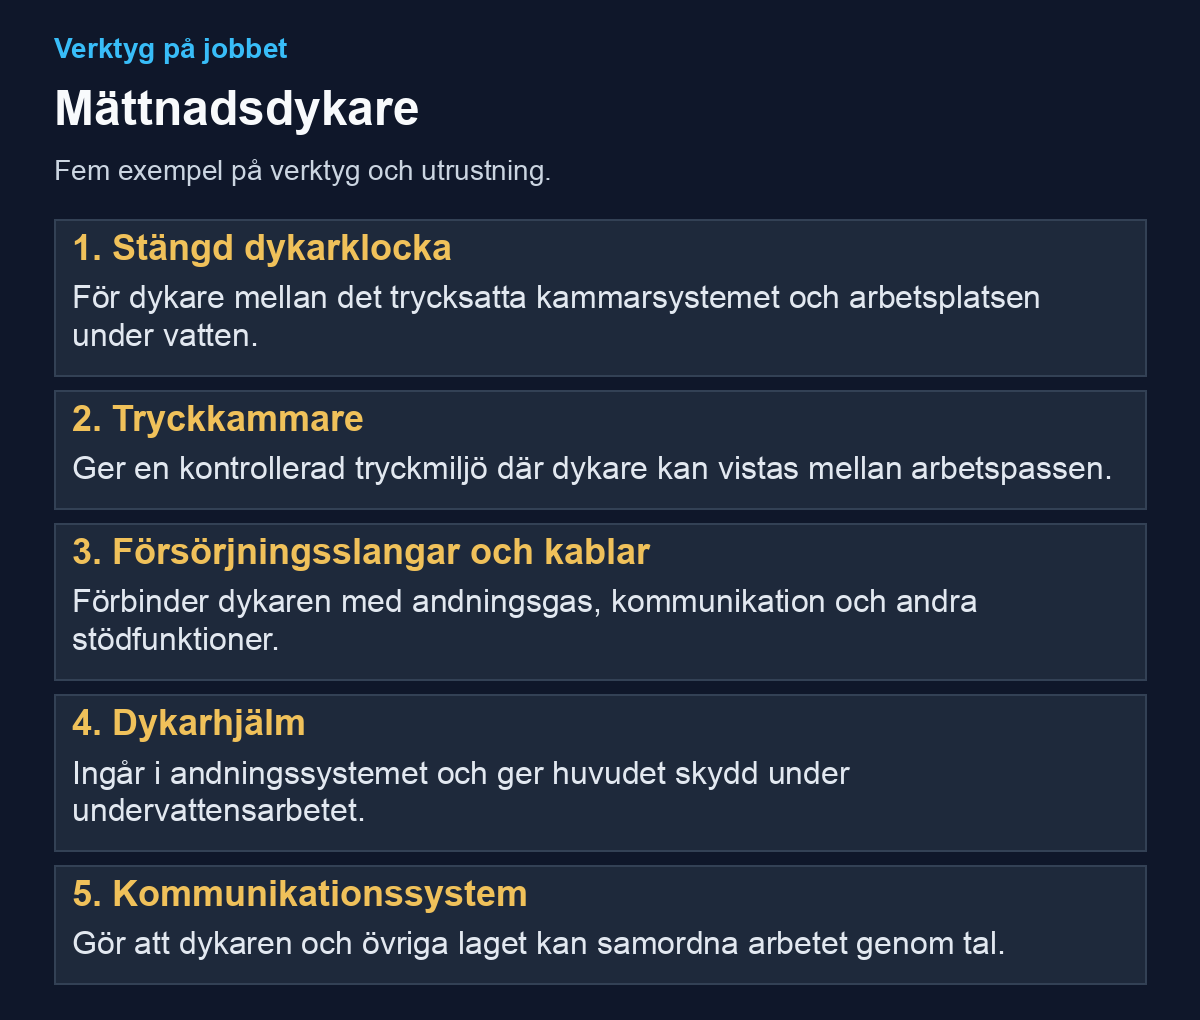 Verktyg på jobbet
Mättnadsdykare
Fem exempel på verktyg och utrustning.
1. Stängd dykarklocka
För dykare mellan det trycksatta kammarsystemet och arbetsplatsen
under vatten.
2. Tryckkammare
Ger en kontrollerad tryckmiljö där dykare kan vistas mellan arbetspassen.
3. Försörjningsslangar och kablar
Förbinder dykaren med andningsgas, kommunikation och andra
stödfunktioner.
4. Dykarhjälm
Ingår i andningssystemet och ger huvudet skydd under
undervattensarbetet.
5. Kommunikationssystem
Gör att dykaren och övriga laget kan samordna arbetet genom tal.